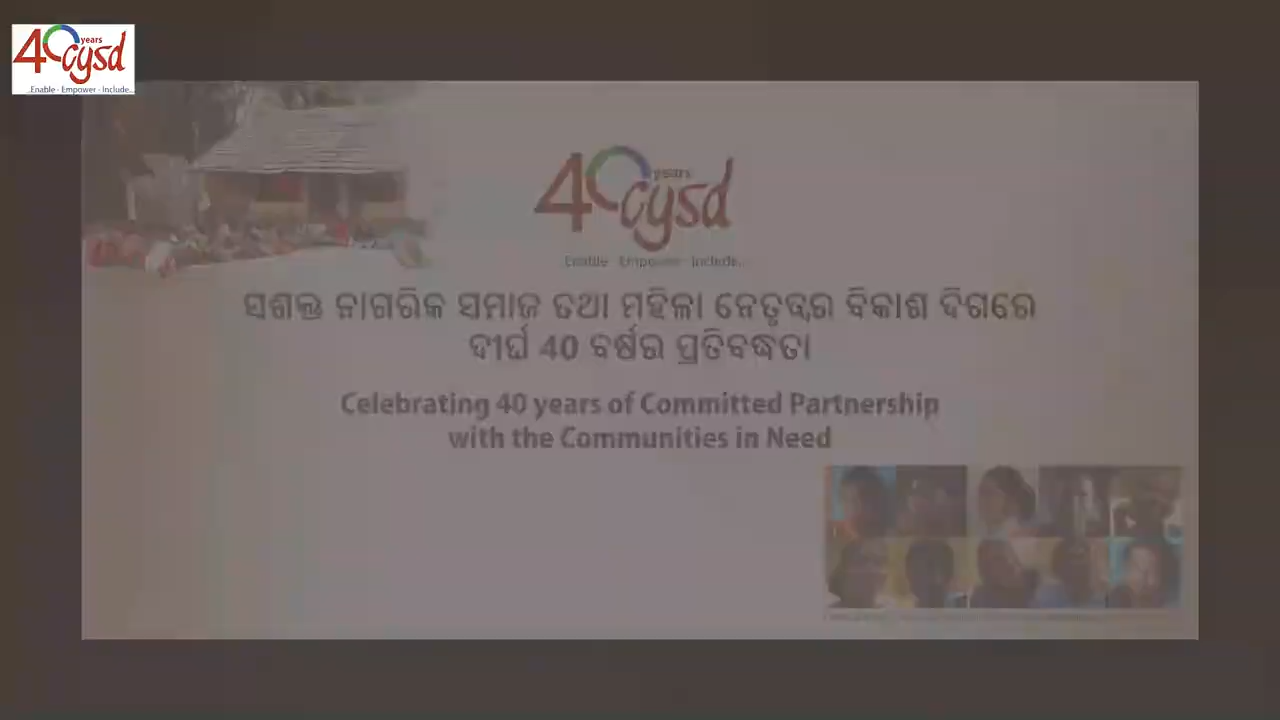 40 years
cysd
Enable - Empower - Include...
40 years
cysd
Enable - Empower - Include...
ସଶକ୍ତ ନାଗରିକ ସମାଜ ତଥା ମହିଳା ନେତୃତ୍ୱର ବିକାଶ ଦିଗରେ
ଦୀର୍ଘ 40 ବର୍ଷର ପ୍ରତିବଦ୍ଧତା
Celebrating 40 years of Committed Partnership
with the Communities in Need